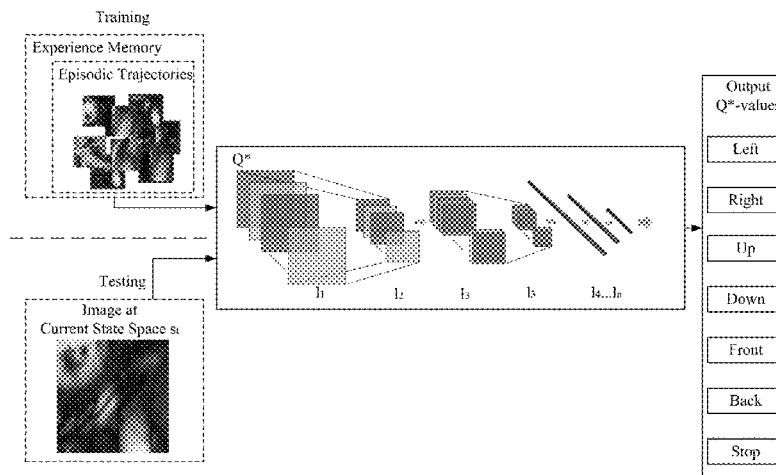 Training
Experience Memory
Episodic Trajectories
Testing
Image at
Current State Space st
Q*
l1
l2
l3
l3
l4...ln
Output
Q*-values
Left
Right
Up
Down
Front
Back
Stop